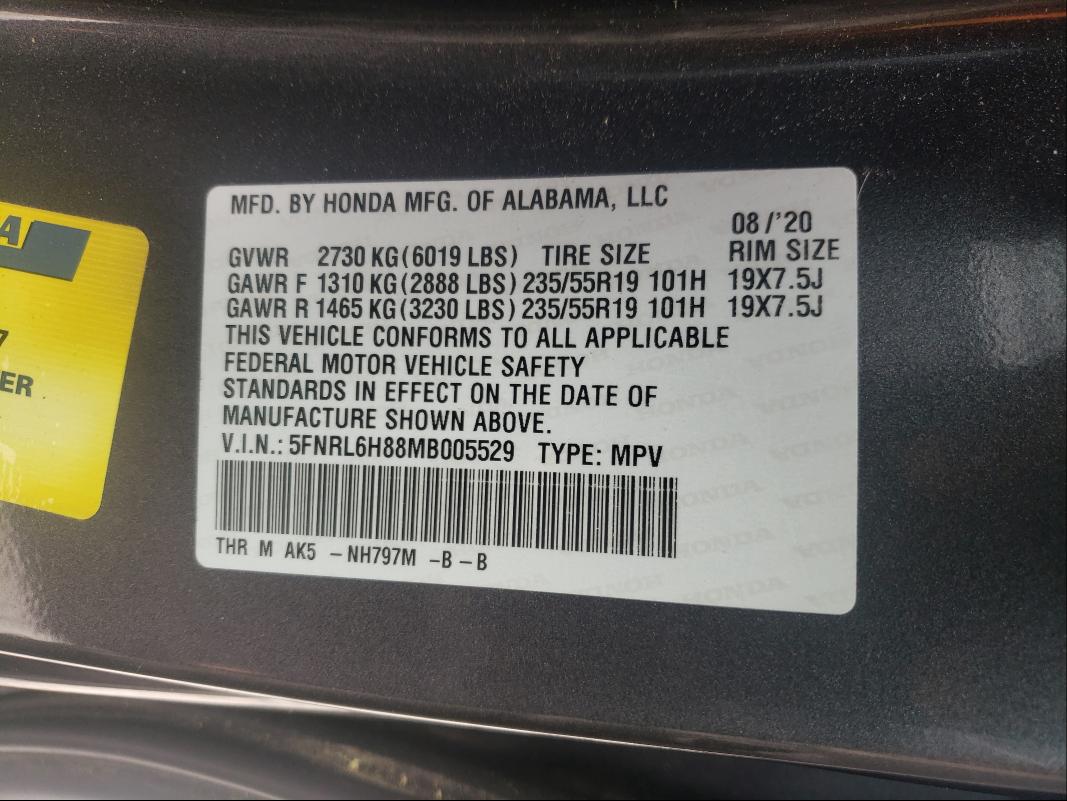 MFD. BY HONDA MFG. OF ALABAMA, LLC
08/'20
GVWR 2730 KG(6019 LBS) TIRE SIZE RIM SIZE
GAWR F 1310 KG(2888 LBS) 235/55R19 101H 19X7.5J
GAWR R 1465 KG(3230 LBS) 235/55R19 101H 19X7.5J
THIS VEHICLE CONFORMS TO ALL APPLICABLE
FEDERAL MOTOR VEHICLE SAFETY
STANDARDS IN EFFECT ON THE DATE OF
MANUFACTURE SHOWN ABOVE.
V.I.N.: 5FNRL6H88MB005529 TYPE: MPV
THR M AK5 -NH797M -B -B
A
7
ER